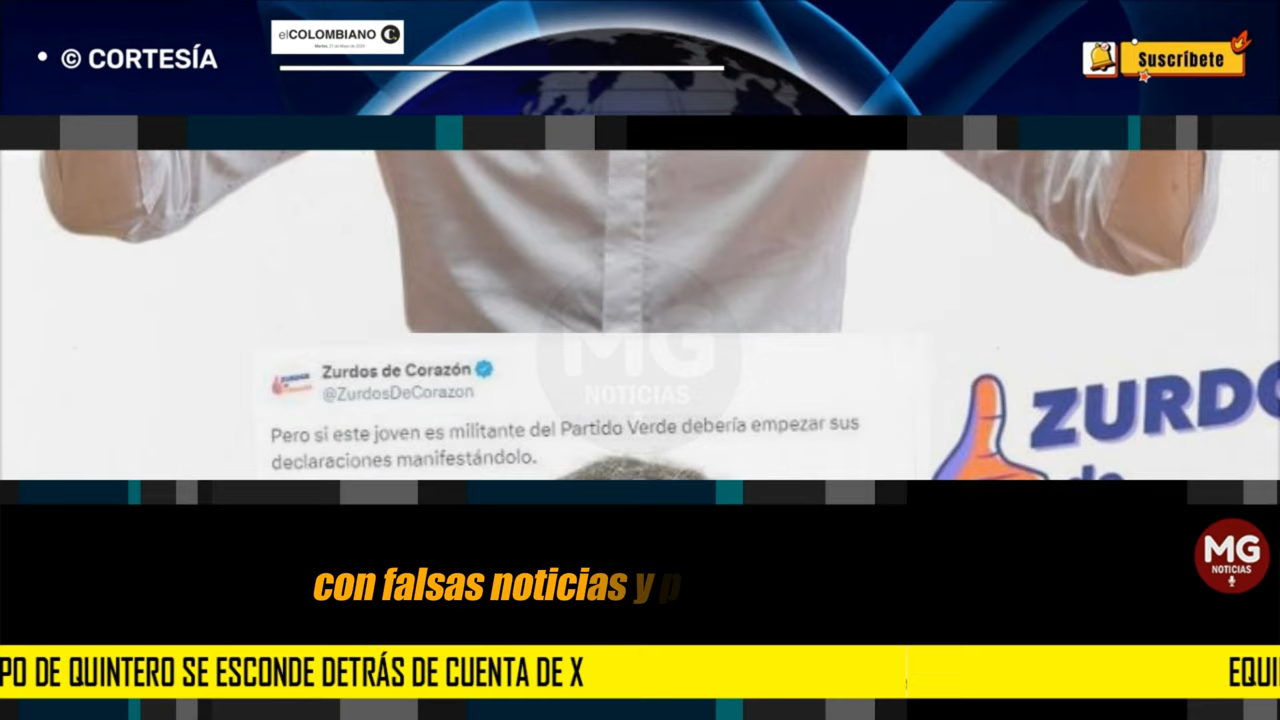 • © CORTESÍA
elCOLOMBIANO C
Suscríbete
Zurdos de Corazón
@ZurdosDeCorazon
Pero si este joven es militante del Partido Verde debería empezar sus
declaraciones manifestándolo.
ZURDO
de
MG
NOTICIAS
con falsas noticias y p
MG
NOTICIAS
PO DE QUINTERO SE ESCONDE DETRÁS DE CUENTA DE X
EQUI